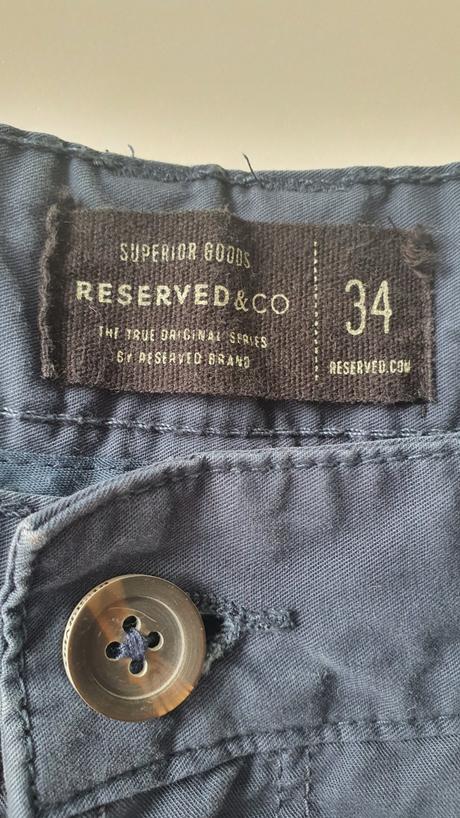 SUPERIOR GOODS
RESERVED&CO
THE TRUE ORIGINAL SERIES
BY RESERVED BRAND
34
RESERVED.COM